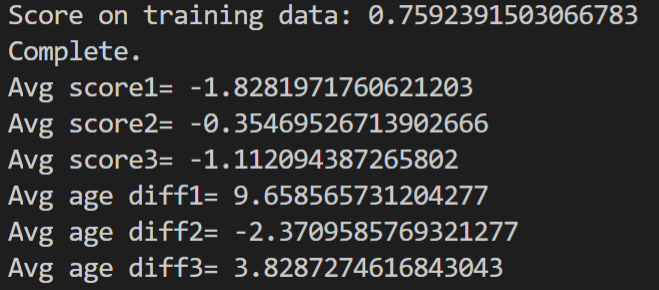 Score on training data: 0.7592391503066783
Complete.
Avg score1= -1.8281971760621203
Avg score2= -0.35469526713902666
Avg score3= -1.112094387265802
Avg age diff1= 9.658565731204277
Avg age diff2= -2.3709585769321277
Avg age diff3= 3.8287274616843043